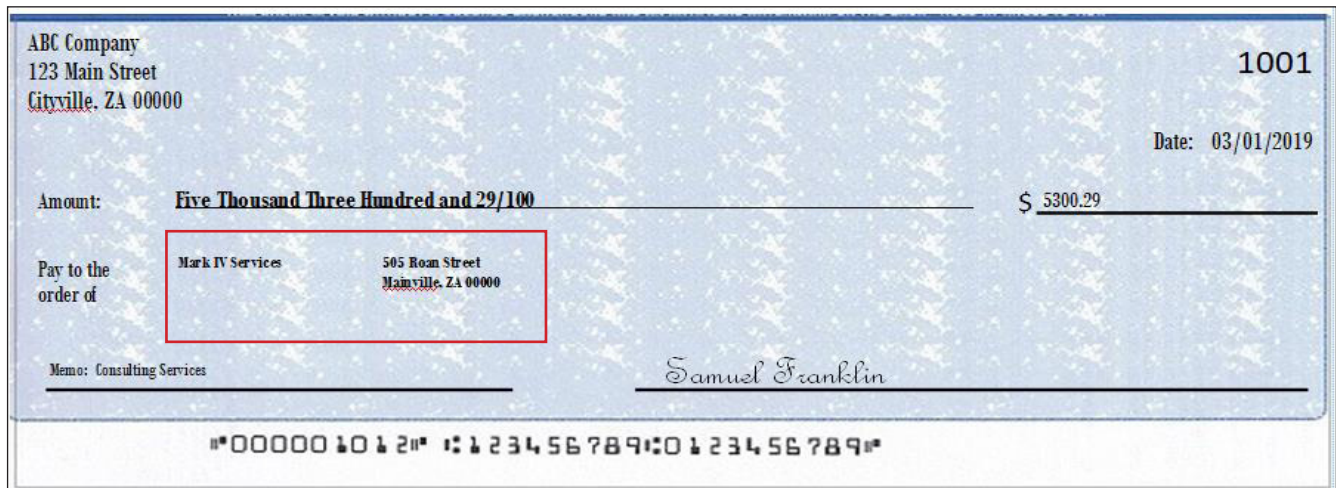 ABC Company
123 Main Street
Cityville, ZA 00000
1001
Date: 03/01/2019
Amount: Five Thousand Three Hundred and 29/100 $ 5300.29
Pay to the order of
Mark IV Services
505 Roan Street
Mainville, ZA 00000
Memo: Consulting Services
Samuel Franklin
⑈000001012⑈ ⑆123456789⑆0123456789⑈